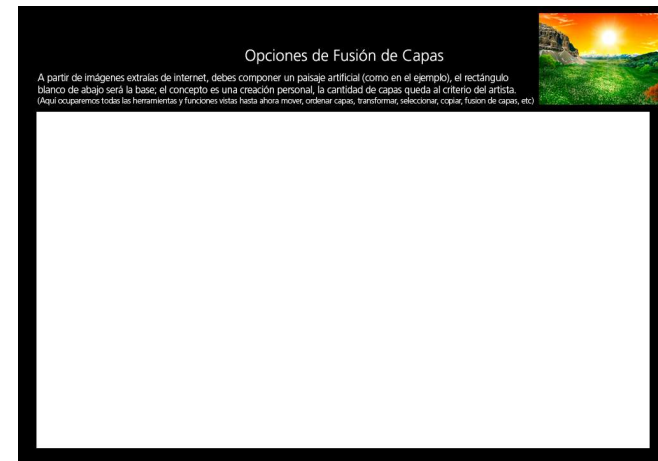 Opciones de Fusión de Capas
A partir de imágenes extraías de internet, debes componer un paisaje artificial (como en el ejemplo), el rectángulo
blanco de abajo será la base; el concepto es una creación personal, la cantidad de capas queda al criterio del artista.
(Aquí ocuparemos todas las herramientas y funciones vistas hasta ahora mover, ordenar capas, transformar, seleccionar, copiar, fusion de capas, etc)